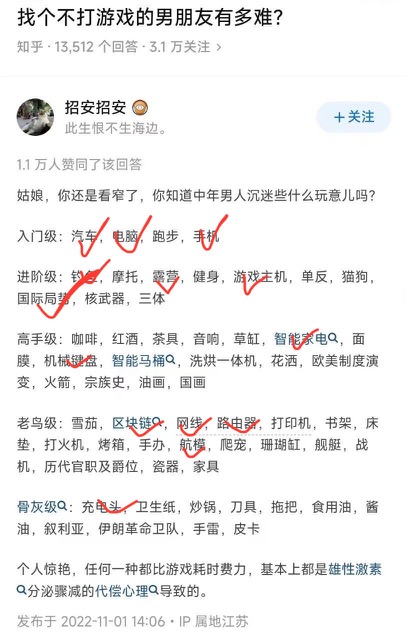 找个不打游戏的男朋友有多难?
知乎 · 13,512 个回答 · 3.1 万关注 >
招安招安
此生恨不生海边。
+关注
1.1 万人赞同了该回答
姑娘，你还是看窄了，你知道中年男人沉迷些什么玩意儿吗?
入门级：汽车，电脑，跑步，手机
进阶级：钓鱼，摩托，露营，健身，游戏主机，单反，猫狗，
国际局势，核武器，三体
高手级：咖啡，红酒，茶具，音响，草缸，智能家电，面
膜，机械键盘，智能马桶，洗烘一体机，花洒，欧美制度演
变，火箭，宗族史，油画，国画
老鸟级：雪茄，区块链，网线，路由器，打印机，书架，床
垫，打火机，烤箱，手办，航模，爬宠，珊瑚缸，舰艇，战
机，历代官职及爵位，瓷器，家具
骨灰级：充电头，卫生纸，炒锅，刀具，拖把，食用油，酱
油，叙利亚，伊朗革命卫队，手雷，皮卡
个人惊艳，任何一种都比游戏耗时费力，基本上都是雄性激素
分泌骤减的代偿心理导致的。
发布于 2022-11-01 14:06 · IP 属地江苏